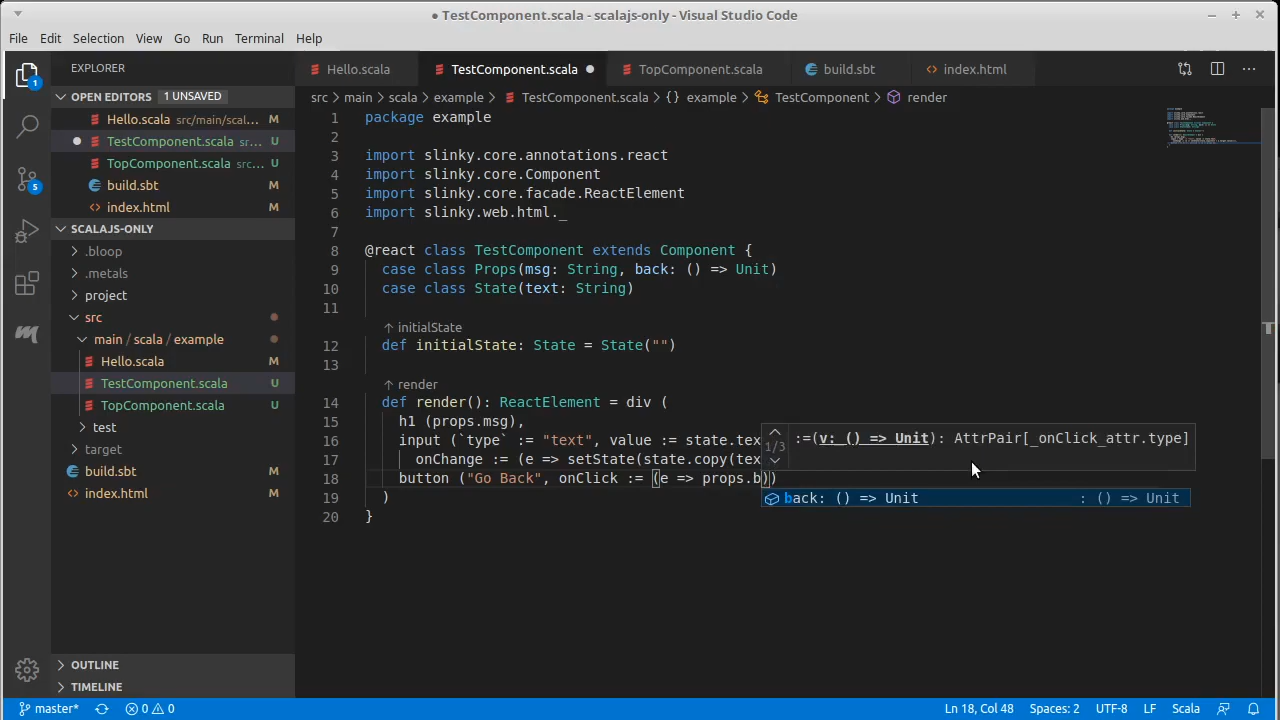 ● TestComponent.scala - scalajs-only - Visual Studio Code
File Edit Selection View Go Run Terminal Help
EXPLORER
Hello.scala TestComponent.scala ● TopComponent.scala build.sbt index.html
src > main > scala > example > TestComponent.scala > {} example > TestComponent > render
1
OPEN EDITORS 1 UNSAVED
Hello.scala src/main/scal... M
TestComponent.scala sr... U
TopComponent.scala src... U
build.sbt
index.html
5
SCALAJS-ONLY
.bloop
.metals
project
src
main / scala / example
Hello.scala M
TestComponent.scala U
TopComponent.scala U
test
target
build.sbt M
index.html M
OUTLINE
TIMELINE
1 package example
2
3 import slinky.core.annotations.react
4 import slinky.core.Component
5 import slinky.core.facade.ReactElement
6 import slinky.web.html._
7
8 @react class TestComponent extends Component {
9 case class Props(msg: String, back: () => Unit)
10 case class State(text: String)
11
↑ initialState
12 def initialState: State = State("")
13
↑ render
14 def render(): ReactElement = div (
15 h1 (props.msg),
16 input (`type` := "text", value := state.tex
17 onChange := (e => setState(state.copy(tex
18 button ("Go Back", onClick := (e => props.b))
19 )
20 }
1/3
:=(v: () => Unit): AttrPair[_onClick_attr.type]
back: () => Unit : () => Unit
master* 0 0 Ln 18, Col 48 Spaces: 2 UTF-8 LF Scala